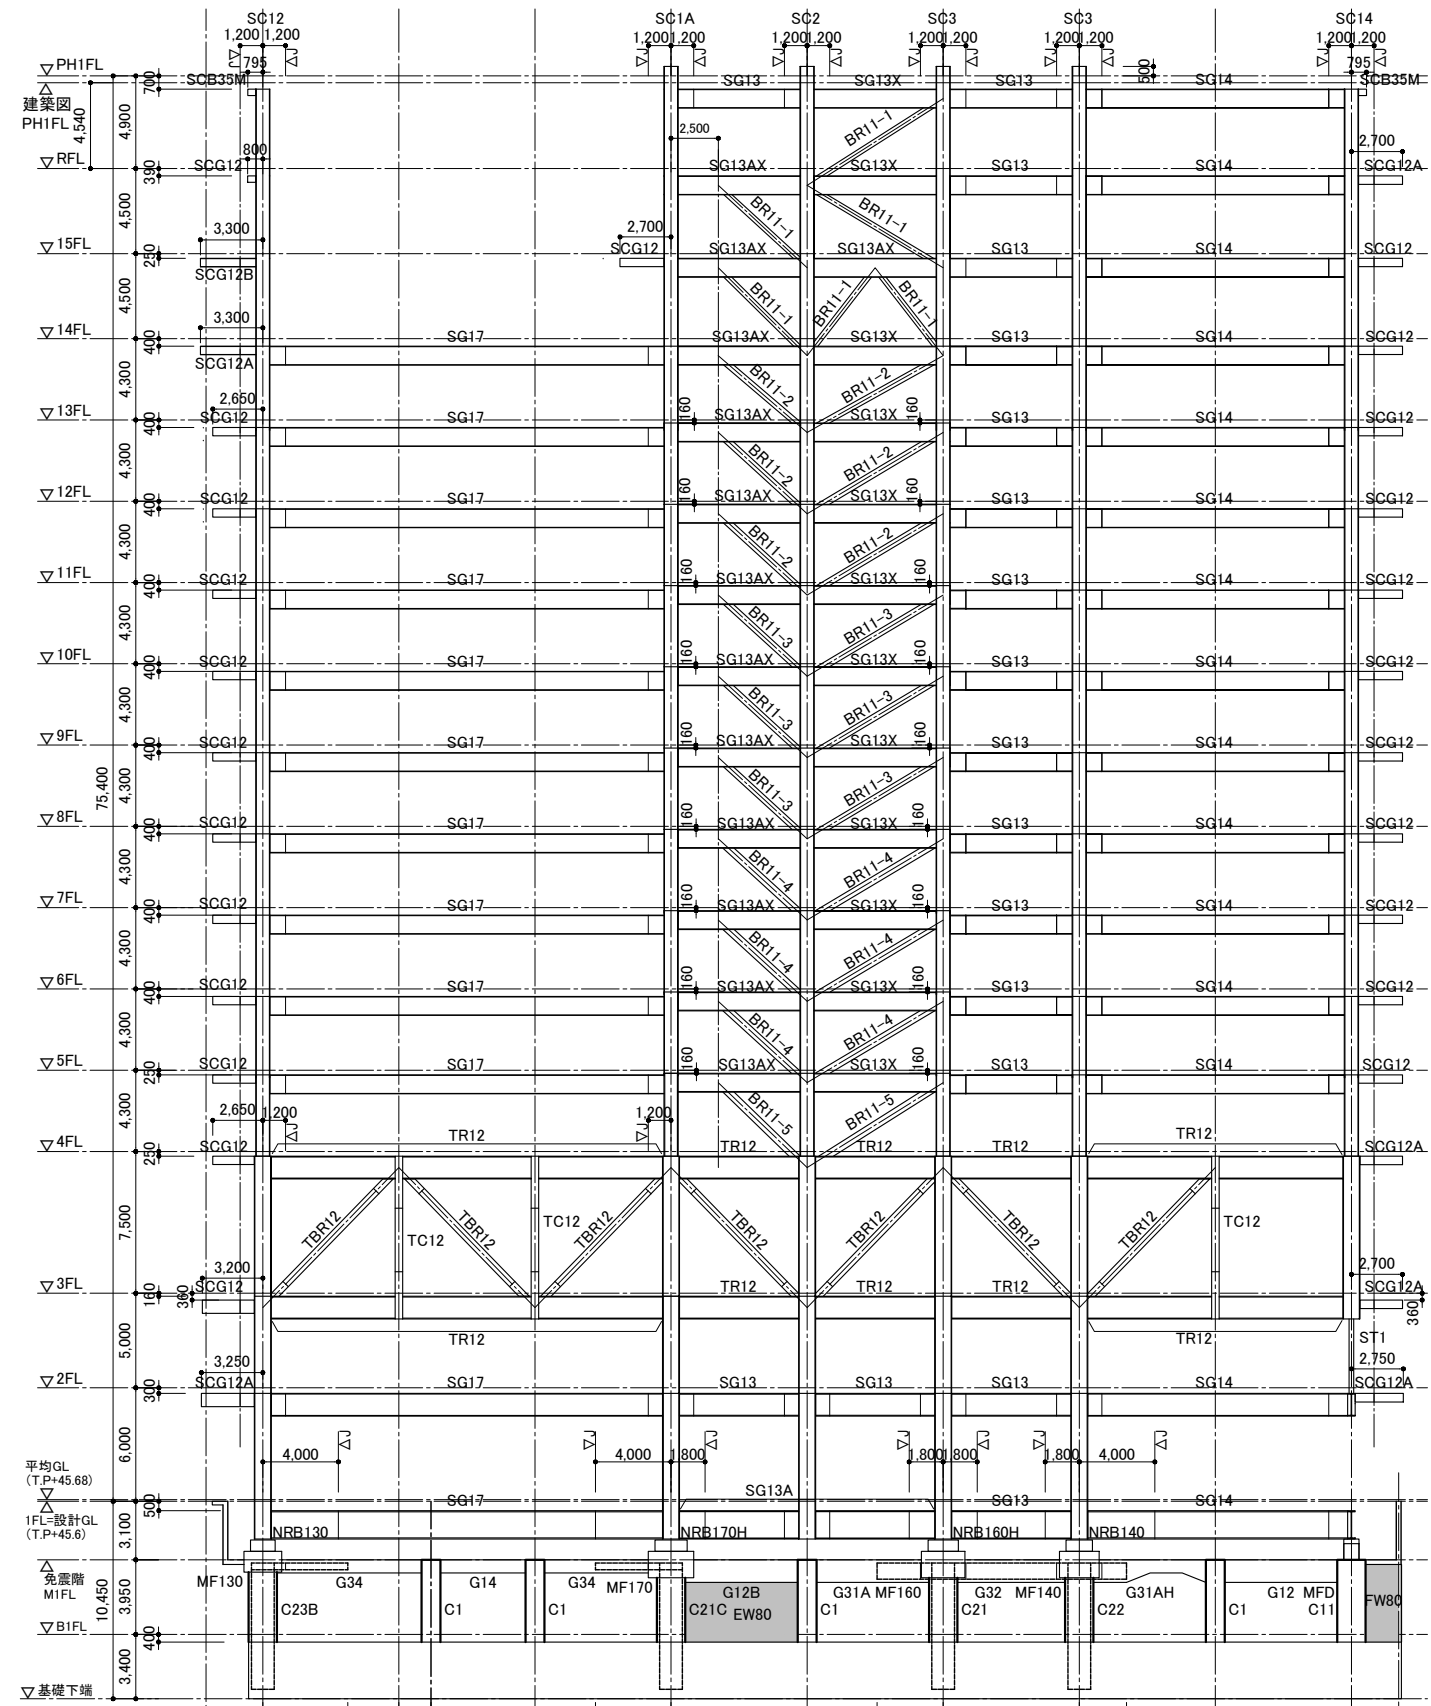 SC12 SC1A SC2 SC3 SC3 SC14
1,200 1,200 1,200 1,200 1,200 1,200 1,200 1,200 1,200 1,200 1,200 1,200
J J J J J J J J J J J J
▽PH1FL 700 795 SCB35M SG13 SG13X SG13 500 SG14 795 SCB35M
△
建築図
PH1FL 4,540 4,900 2,500 BR11-1
▽RFL 390 800 SCG12 SG13AX SG13X SG13 SG14 2,700 SCG12A
4,500 BR11-1 BR11-1
3,300 2,700
▽15FL 250 SCG12B SCG12 SG13AX SG13AX SG13 SG14 SCG12
4,500 BR11-1 BR11-1 BR11-1
3,300
▽14FL 400 SCG12A SG17 SG13AX SG13X SG13 SG14 SCG12
4,300 BR11-2 BR11-2
2,650
▽13FL 400 SCG12 SG17 160 SG13AX SG13X 160 SG13 SG14 SCG12
4,300 BR11-2 BR11-2
▽12FL 400 SCG12 SG17 160 SG13AX SG13X 160 SG13 SG14 SCG12
4,300 BR11-2 BR11-2
▽11FL 400 SCG12 SG17 160 SG13AX SG13X 160 SG13 SG14 SCG12
4,300 BR11-3 BR11-3
▽10FL 400 SCG12 SG17 160 SG13AX SG13X 160 SG13 SG14 SCG12
4,300 BR11-3 BR11-3
▽9FL 400 SCG12 SG17 160 SG13AX SG13X 160 SG13 SG14 SCG12
75,400 4,300 BR11-3 BR11-3
▽8FL 400 SCG12 SG17 160 SG13AX SG13X 160 SG13 SG14 SCG12
4,300 BR11-4 BR11-4
▽7FL 400 SCG12 SG17 160 SG13AX SG13X 160 SG13 SG14 SCG12
4,300 BR11-4 BR11-4
▽6FL 400 SCG12 SG17 160 SG13AX SG13X 160 SG13 SG14 SCG12
4,300 BR11-4 BR11-4
▽5FL 250 SCG12 SG17 160 SG13AX SG13X 160 SG13 SG14 SCG12
4,300 2,650 1,200 J 1,200 J BR11-5 BR11-5
▽4FL 250 SCG12 TR12 TR12 TR12 TR12 TR12 SCG12A
7,500 TBR12 TC12 TBR12 TC12 TBR12 TBR12 TBR12 TBR12 TBR12 TC12
3,200 2,700
▽3FL 160 360 SCG12 TR12 TR12 TR12 SCG12A 360
5,000 TR12 TR12 ST1
3,250 2,750
▽2FL 300 SCG12A SG17 SG13 SG13 SG13 SG14 SCG12A
6,000 4,000 J J 4,000 1,800 J J 1,800 1,800 J J 1,800 4,000 J
平均GL
(T.P+45.68)
▽ 500 SG17 SG13A SG13 SG14
△
1FL=設計GL
(T.P+45.6) 3,100 NRB130 NRB170H NRB160H NRB140
△
免震階
M1FL 10,450 3,950 MF130 C23B G34 G14 C1 G34 C1 MF170 C21C G12B EW80 C1 G31A MF160 C21 G32 MF140 C22 G31AH C1 G12 MFD C11 FW80
▽B1FL 400
3,400
▽基礎下端